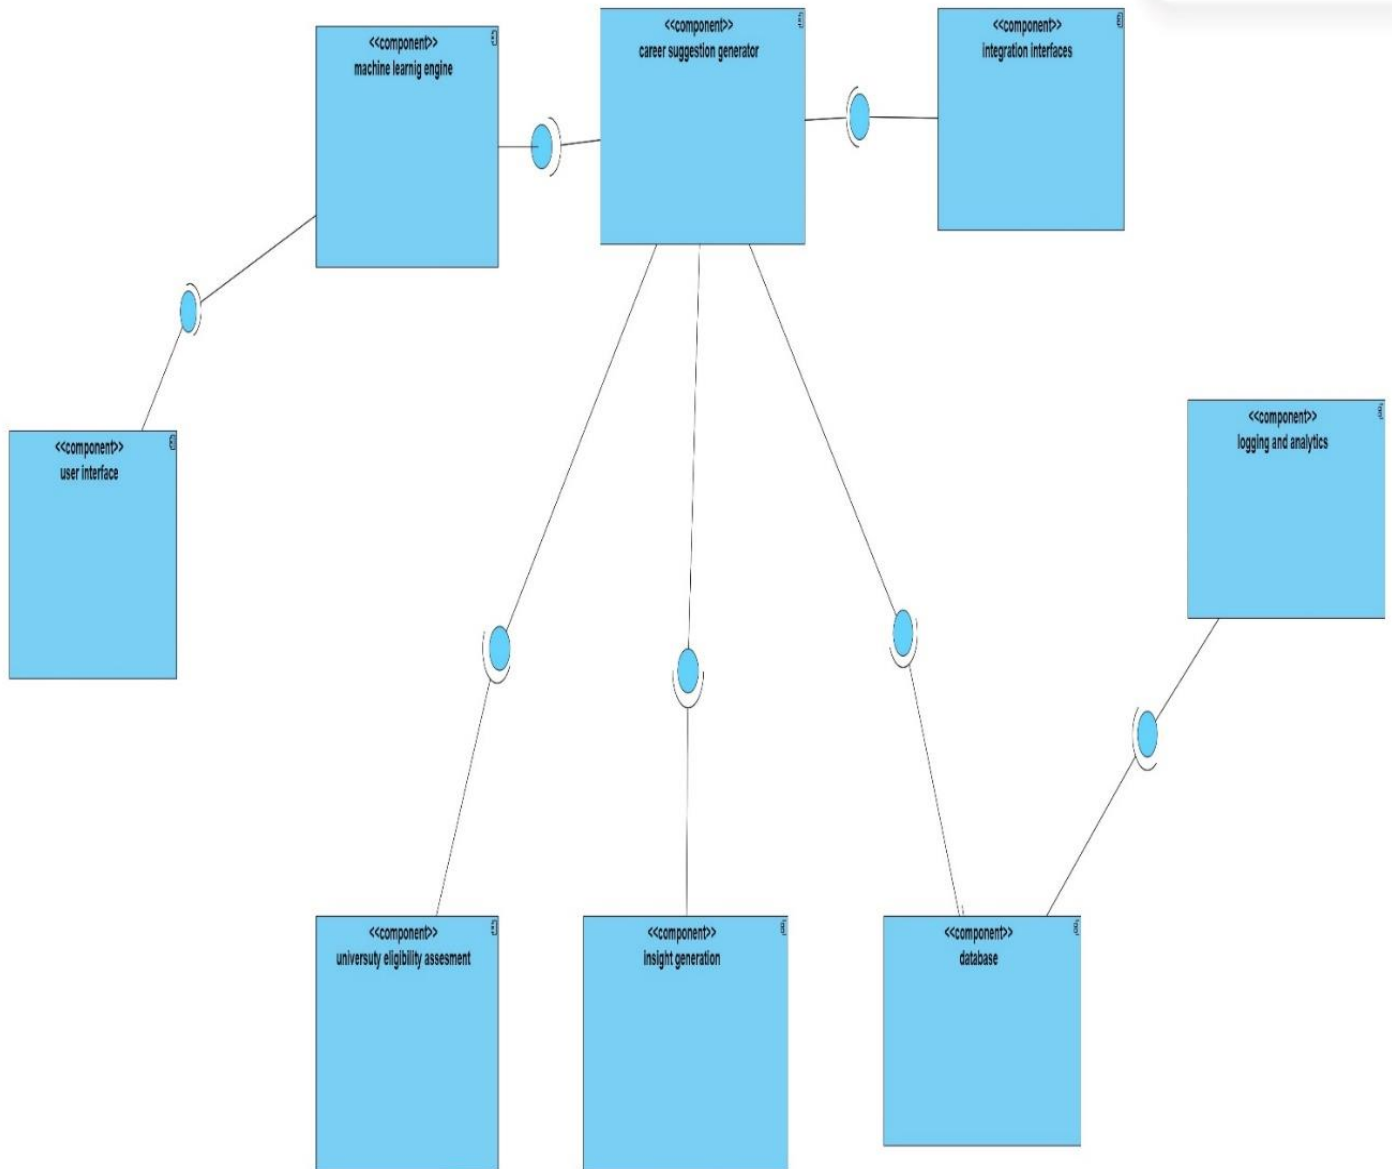 <<component>>
machine learnig engine
<<component>>
career suggestion generator
<<component>>
integration interfaces
<<component>>
user interface
<<component>>
logging and analytics
<<component>>
universuty eligibility assesment
<<component>>
insight generation
<<component>>
database